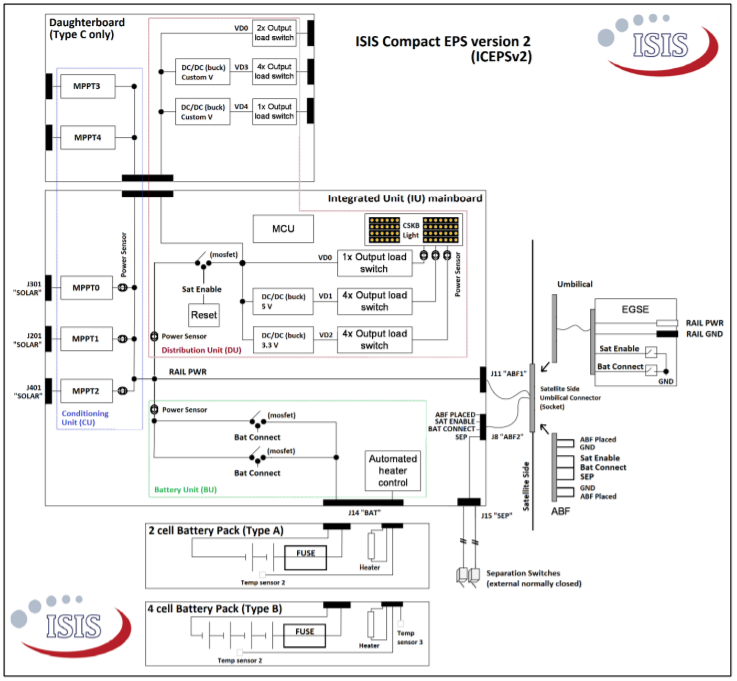 Daughterboard
(Type C only)
ISIS Compact EPS version 2
(ICEPSv2)
ISIS
VD0
2x Output
load switch
MPPT3
DC/DC (buck)
Custom V
VD3
4x Output
load switch
MPPT4
DC/DC (buck)
Custom V
VD4
1x Output
load switch
Integrated Unit (IU) mainboard
MCU
CSKB
Light
Power Sensor
(mosfet)
VD0
1x Output load
switch
Power Sensor
Sat Enable
Reset
J301
"SOLAR"
MPPT0
DC/DC (buck)
5 V
VD1
4x Output load
switch
J201
"SOLAR"
MPPT1
Power Sensor
DC/DC (buck)
3.3 V
VD2
4x Output load
switch
Distribution Unit (DU)
RAIL PWR
J401
"SOLAR"
MPPT2
Conditioning
Unit (CU)
Power Sensor
(mosfet)
Bat Connect
(mosfet)
Bat Connect
Battery Unit (BU)
Automated
heater
control
J11 "ABF1"
ABF PLACED
SAT ENABLE
BAT CONNECT
SEP
J8 "ABF2"
J14 "BAT"
J15 "SEP"
Umbilical
EGSE
RAIL PWR
RAIL GND
Sat Enable
Bat Connect
GND
Satellite Side
Umbilical Connector
(Socket)
Satellite Side
ABF Placed
GND
Sat Enable
Bat Connect
SEP
GND
ABF Placed
ABF
2 cell Battery Pack (Type A)
FUSE
Heater
Temp sensor 2
Separation Switches
(external normally closed)
4 cell Battery Pack (Type B)
FUSE
Heater
Temp
sensor 3
Temp sensor 2
ISIS